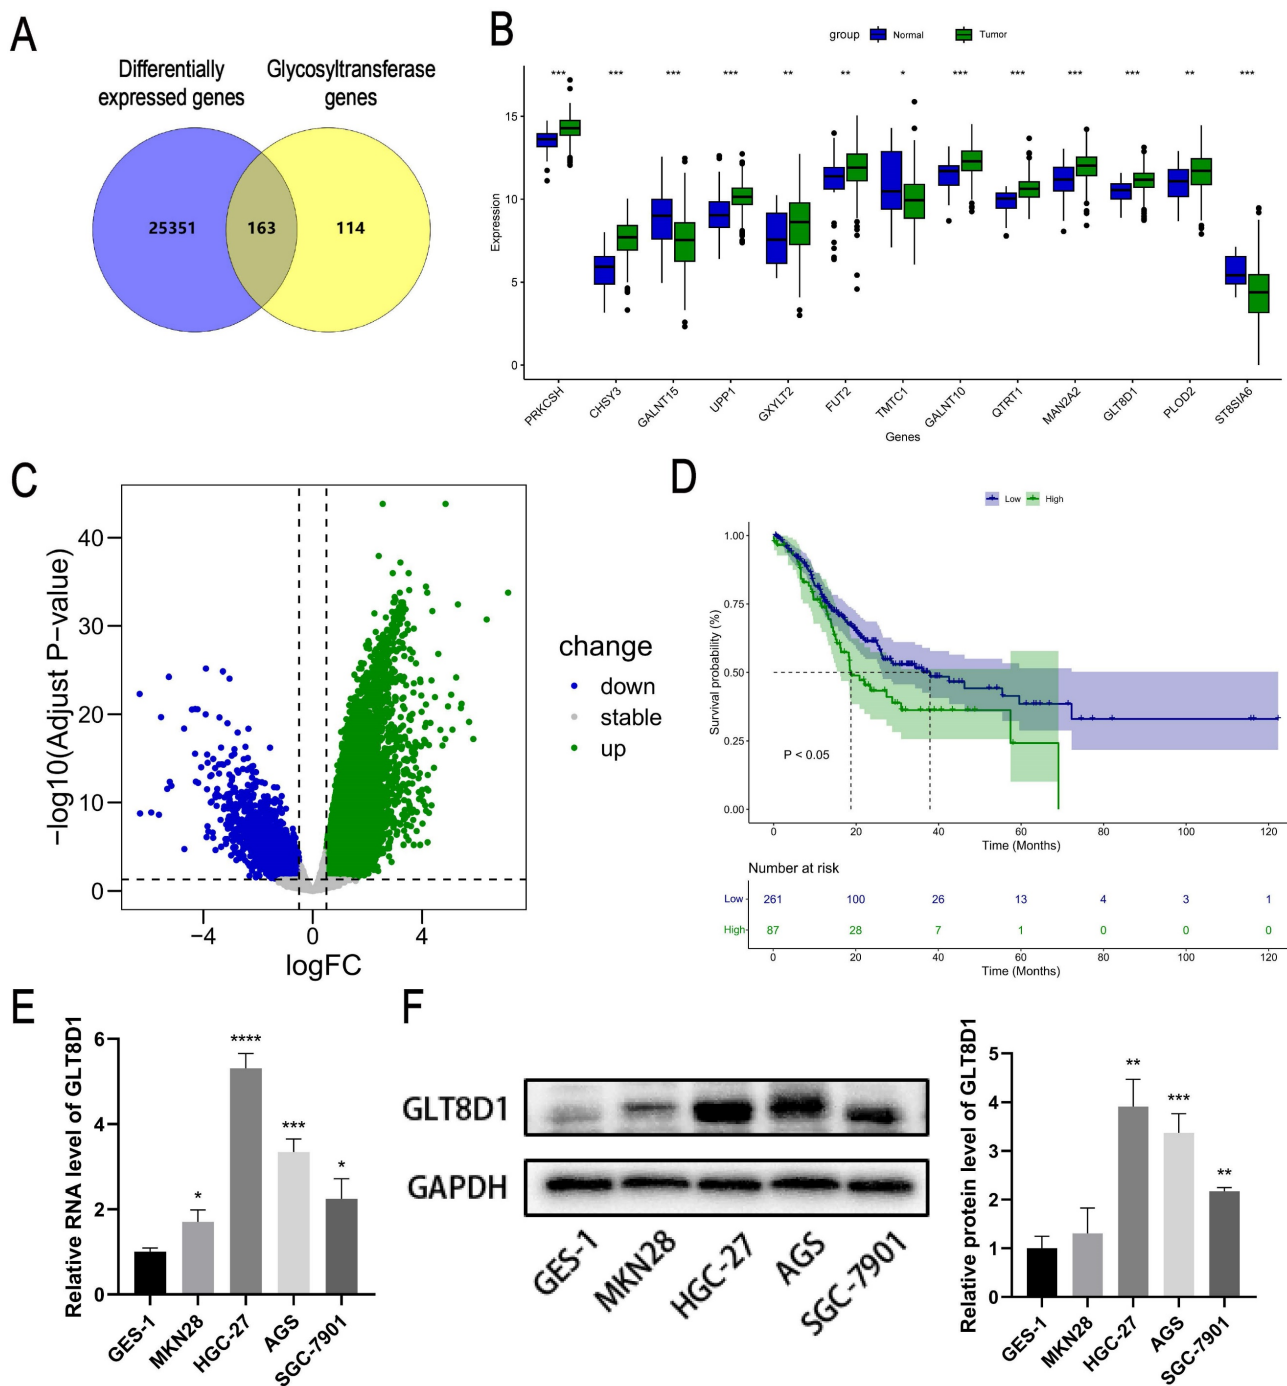 A
Differentially
expressed genes
Glycosyltransferase
genes
25351
163
114
B
group Normal Tumor
*** *** *** *** ** ** * *** *** *** *** ** ***
Expression
15
10
5
0
PRKCSH
CHSY3
GALNT15
UPP1
GXYLT2
FUT2
TMTC1
GALNT10
QTRT1
MAN2A2
GLT8D1
PLOD2
ST8SIA6
Genes
C
−log10(Adjust P−value)
40
30
20
10
0
−4 0 4
logFC
change
down
stable
up
D
Low High
Survival probability (%)
1.00
0.75
0.50
0.25
0.00
P < 0.05
0 20 40 60 80 100 120
Time (Months)
Number at risk
Low 261 100 26 13 4 3 1
High 87 28 7 1 0 0 0
0 20 40 60 80 100 120
Time (Months)
E
Relative RNA level of GLT8D1
6
4
2
0
* **** *** *
GES-1
MKN28
HGC-27
AGS
SGC-7901
F
GLT8D1
GAPDH
GES-1
MKN28
HGC-27
AGS
SGC-7901
Relative protein level of GLT8D1
5
4
3
2
1
0
** *** **
GES-1
MKN28
HGC-27
AGS
SGC-7901